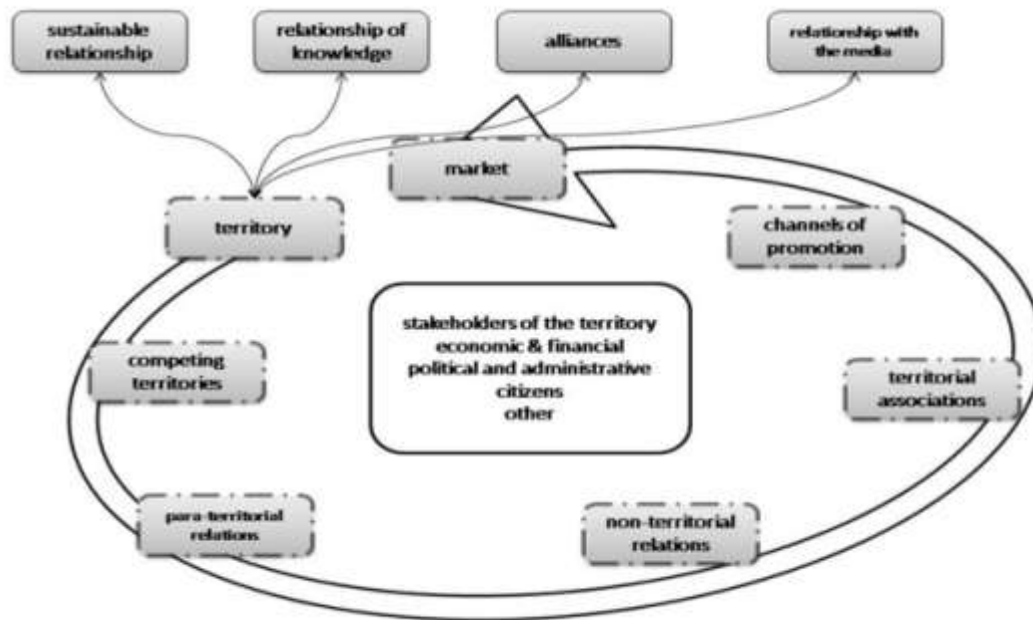 sustainable
relationship
relationship of
knowledge
alliances
relationship with
the media
market
territory
channels of
promotion
stakeholders of the territory
economic & financial
political and administrative
citizens
other
competing
territories
territorial
associations
para-territorial
relations
non-territorial
relations